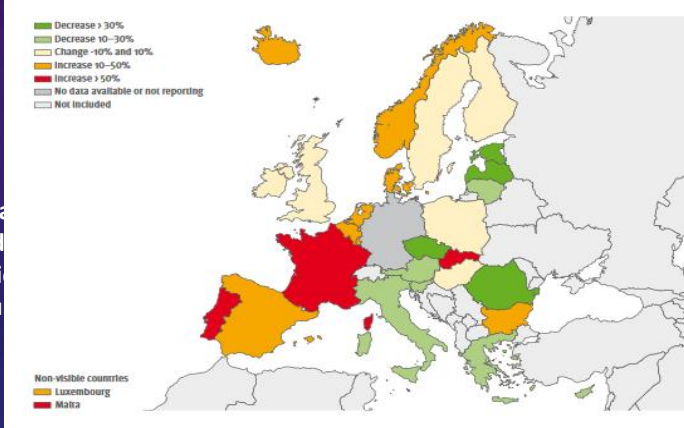 Decrease > 30%
Decrease 10–30%
Change -10% and 10%
Increase 10–50%
Increase > 50%
No data available or not reporting
Not included
Non-visible countries
Luxembourg
Malta